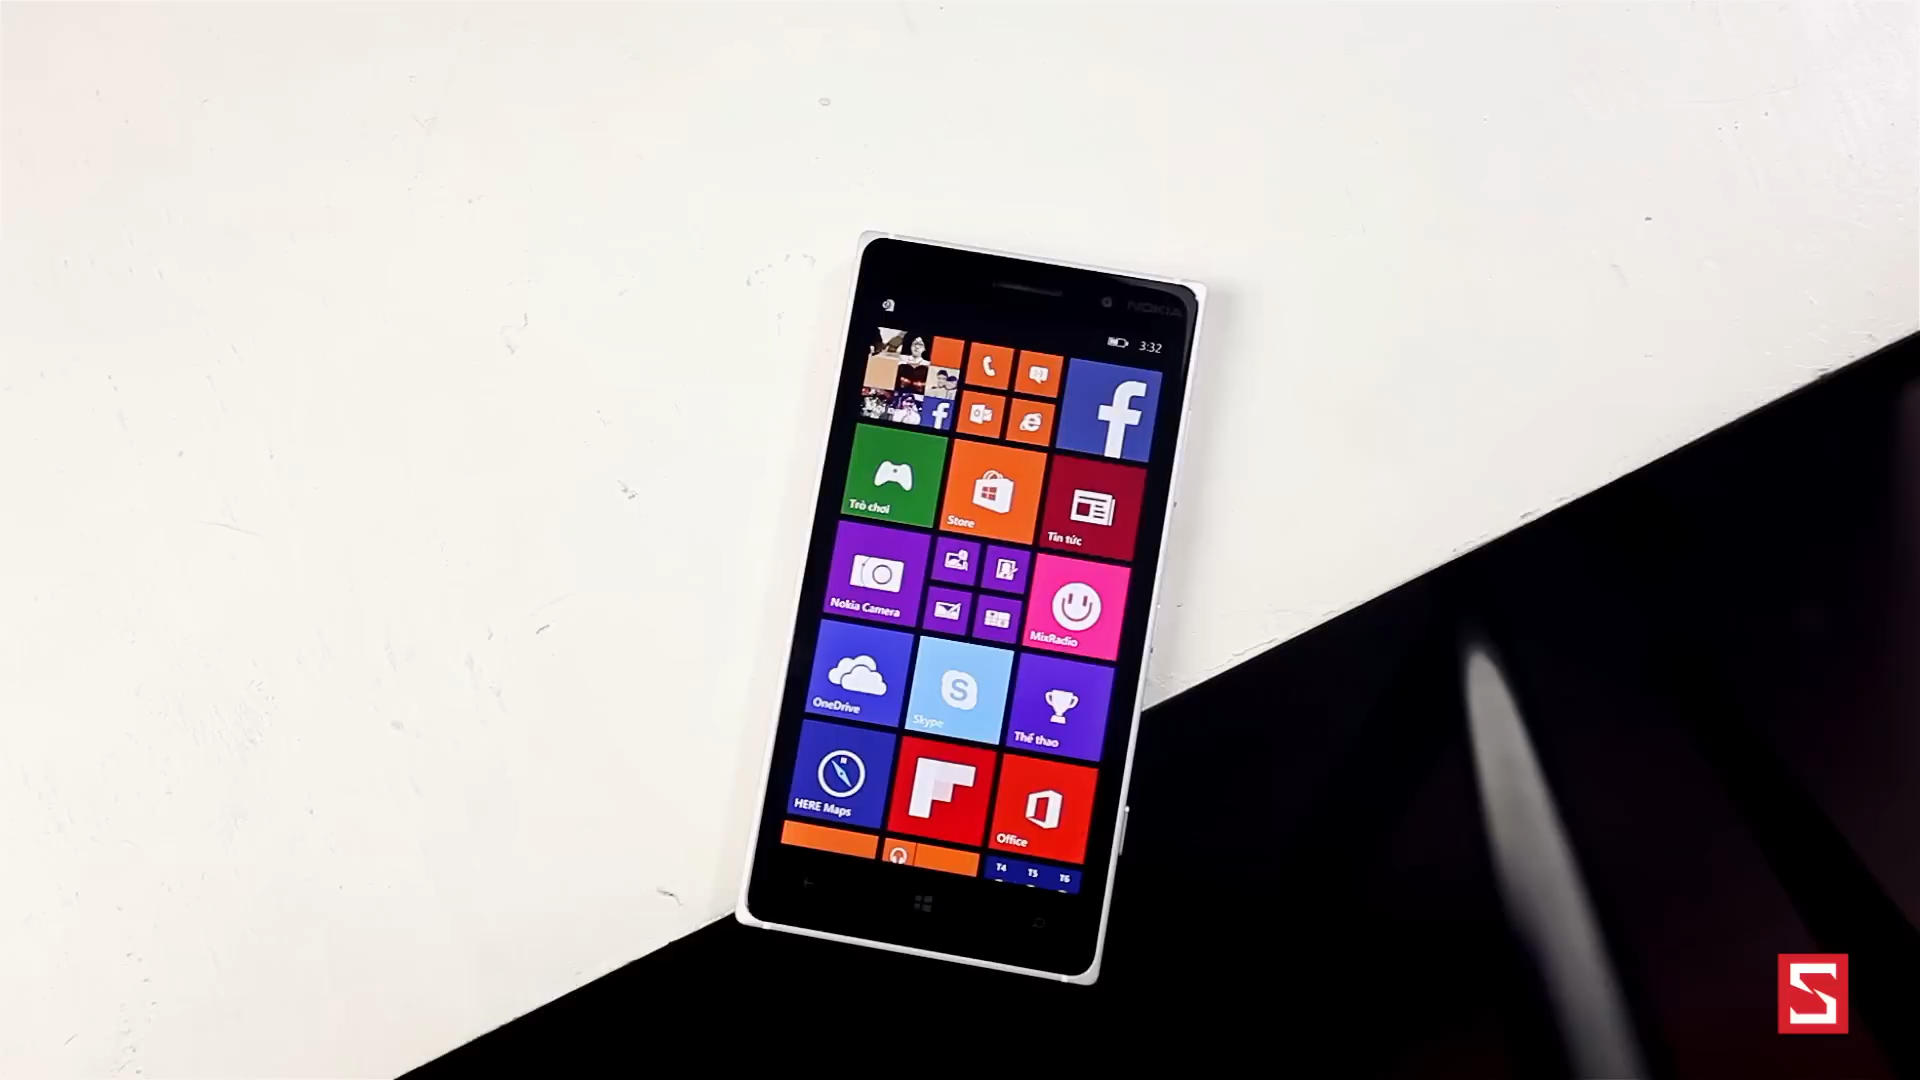 NOKIA
3:32
Trò chơi
Store
Tin tức
Nokia Camera
MixRadio
OneDrive
Skype
Thể thao
HERE Maps
Office
T4 T5 T6